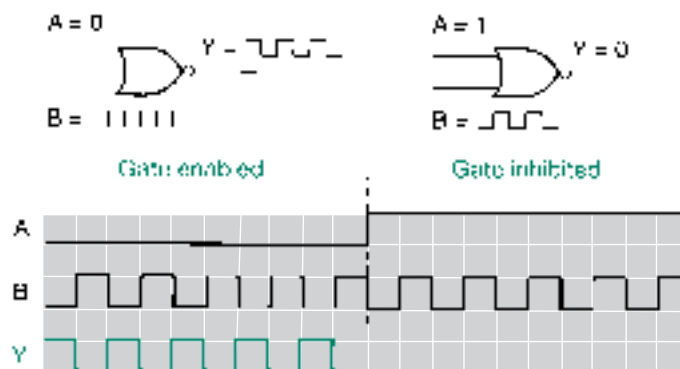 A = 0
Y =
B =
Gate enabled
A = 1
Y = 0
B =
Gate inhibited
A
B
Y